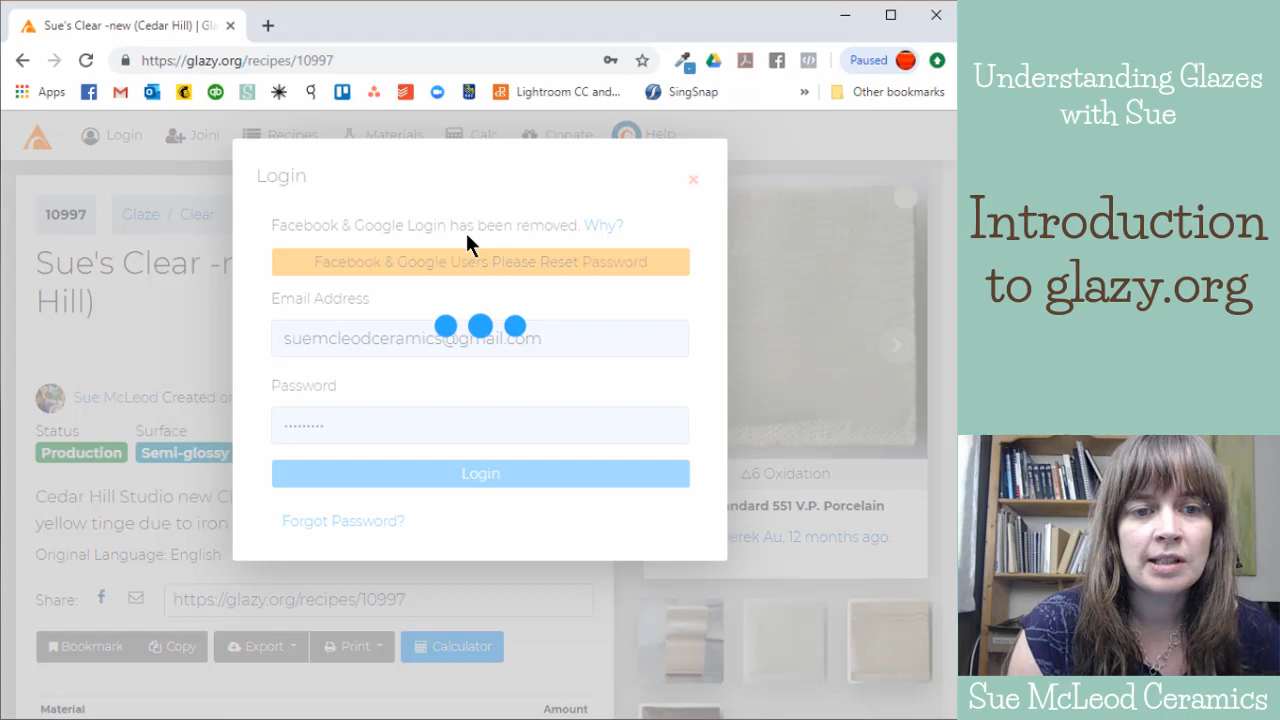 Sue's Clear -new (Cedar Hill) | Gla
https://glazy.org/recipes/10997
Paused
Apps
Lightroom CC and...
SingSnap
»
Other bookmarks
Login
Join!
Recipes
Materials
Calc
Donate
Help
10997
Glaze / Clear
Sue's Clear -n
Hill)
Sue McLeod Created on
Status
Surface
Production
Semi-glossy
Cedar Hill Studio new Cl
yellow tinge due to iron
Original Language: English
Share:
https://glazy.org/recipes/10997
Bookmark
Copy
Export
Print
Calculator
Material
Amount
Login
Facebook & Google Login has been removed. Why?
Facebook & Google Users Please Reset Password
Email Address
suemcleodceramics@gmail.com
Password
Login
Forgot Password?
Δ6 Oxidation
ndard 551 V.P. Porcelain
erek Au, 12 months ago.
Understanding Glazes
with Sue
Introduction
to glazy.org
Sue McLeod Ceramics